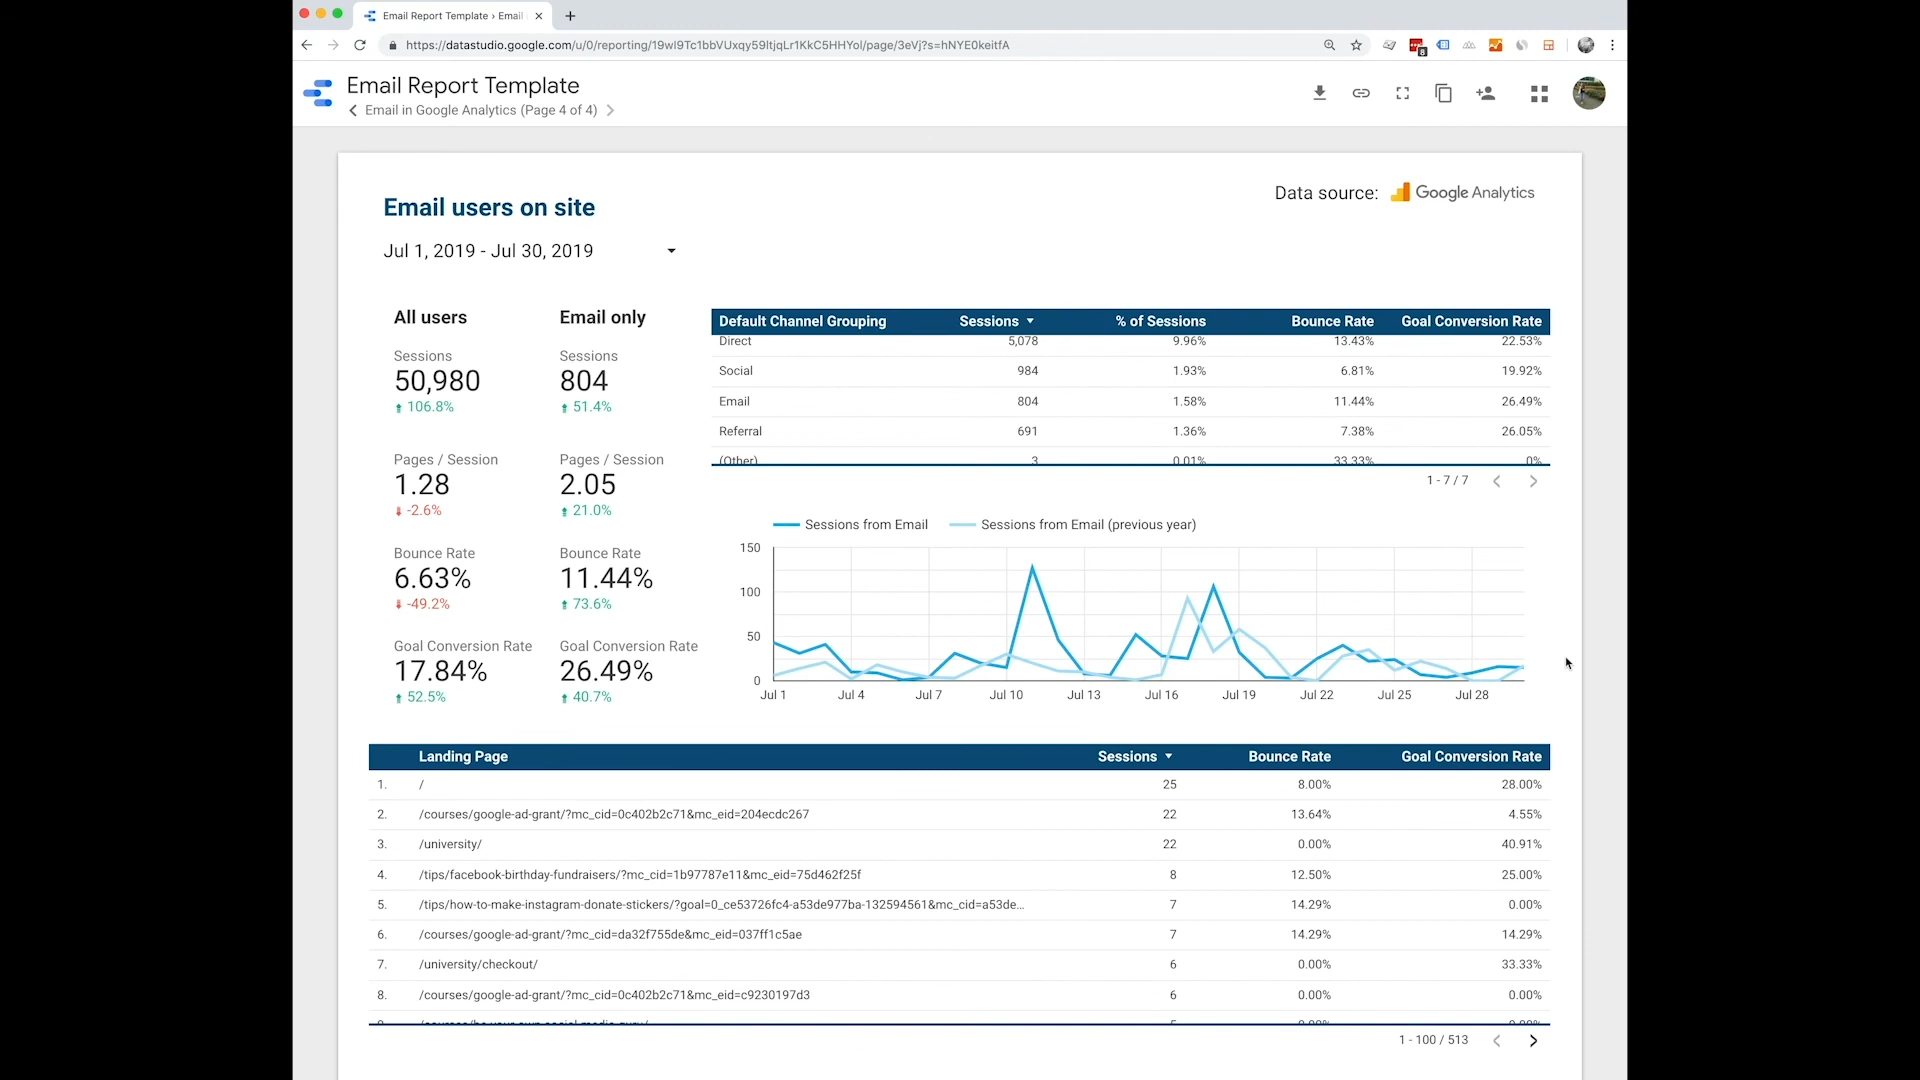 Email Report Template › Email
https://datastudio.google.com/u/0/reporting/19wl9Tc1bbVUxqy59ltjqLr1KkC5HHYol/page/3eVj?s=hNYE0keitfA
8
Email Report Template
Email in Google Analytics (Page 4 of 4)
Email users on site
Data source: Google Analytics
Jul 1, 2019 - Jul 30, 2019
All users
Email only
Sessions
50,980
106.8%
Sessions
804
51.4%
Pages / Session
1.28
-2.6%
Pages / Session
2.05
21.0%
Bounce Rate
6.63%
-49.2%
Bounce Rate
11.44%
73.6%
Goal Conversion Rate
17.84%
52.5%
Goal Conversion Rate
26.49%
40.7%
Default Channel Grouping Sessions % of Sessions Bounce Rate Goal Conversion Rate
Direct 5,078 9.96% 13.43% 22.53%
Social 984 1.93% 6.81% 19.92%
Email 804 1.58% 11.44% 26.49%
Referral 691 1.36% 7.38% 26.05%
(Other) 3 0.01% 33.33% 0%
1 - 7 / 7
Sessions from Email Sessions from Email (previous year)
150
100
50
0
Jul 1 Jul 4 Jul 7 Jul 10 Jul 13 Jul 16 Jul 19 Jul 22 Jul 25 Jul 28
Landing Page Sessions Bounce Rate Goal Conversion Rate
1. / 25 8.00% 28.00%
2. /courses/google-ad-grant/?mc_cid=0c402b2c71&mc_eid=204ecdc267 22 13.64% 4.55%
3. /university/ 22 0.00% 40.91%
4. /tips/facebook-birthday-fundraisers/?mc_cid=1b97787e11&mc_eid=75d462f25f 8 12.50% 25.00%
5. /tips/how-to-make-instagram-donate-stickers/?goal=0_ce53726fc4-a53de977ba-132594561&mc_cid=a53de... 7 14.29% 0.00%
6. /courses/google-ad-grant/?mc_cid=da32f755de&mc_eid=037ff1c5ae 7 14.29% 14.29%
7. /university/checkout/ 6 0.00% 33.33%
8. /courses/google-ad-grant/?mc_cid=0c402b2c71&mc_eid=c9230197d3 6 0.00% 0.00%
1 - 100 / 513